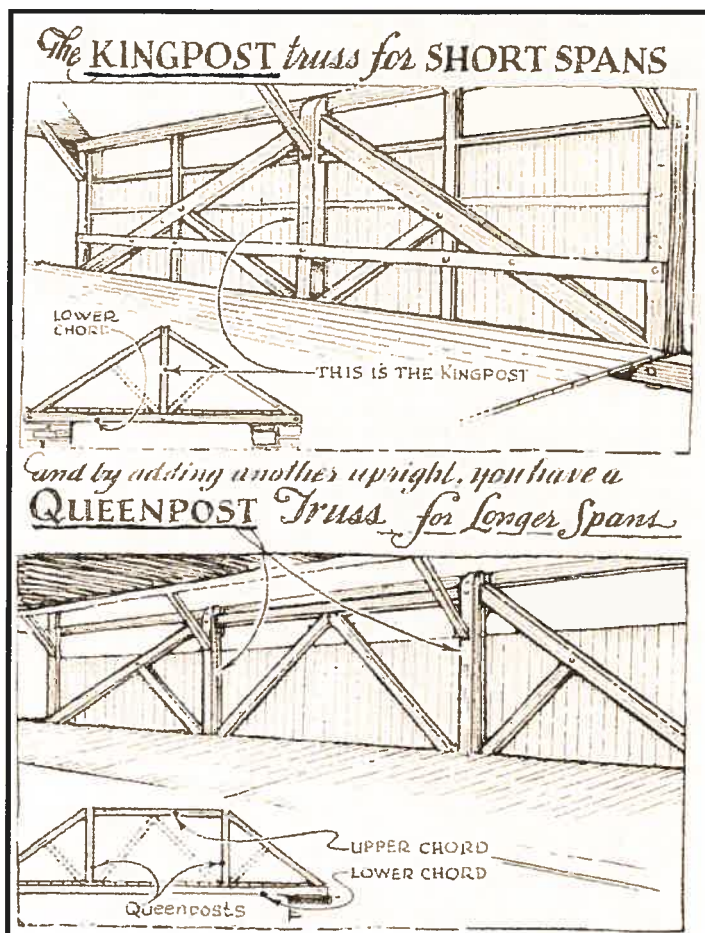 The KINGPOST truss for SHORT SPANS
LOWER
CHORD
THIS IS THE KINGPOST
and by adding another upright, you have a
QUEENPOST Truss for Longer Spans
UPPER CHORD
LOWER CHORD
Queenposts